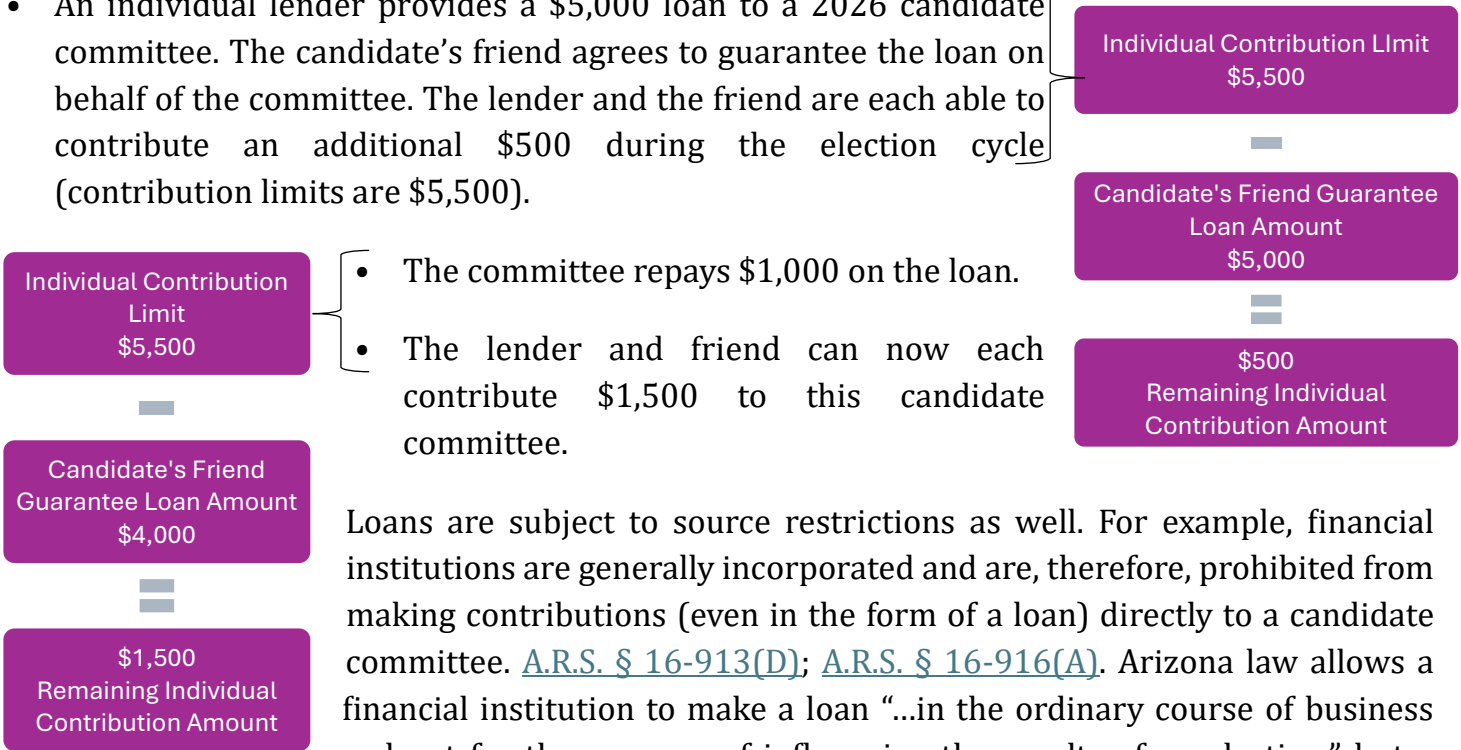 • An individual lender provides a $5,000 loan to a 2026 candidate
committee. The candidate’s friend agrees to guarantee the loan on
behalf of the committee. The lender and the friend are each able to
contribute an additional $500 during the election cycle
(contribution limits are $5,500).
Individual Contribution LImit
$5,500
Candidate's Friend Guarantee
Loan Amount
$5,000
$500
Remaining Individual
Contribution Amount
Individual Contribution
Limit
$5,500
Candidate's Friend
Guarantee Loan Amount
$4,000
$1,500
Remaining Individual
Contribution Amount
• The committee repays $1,000 on the loan.
• The lender and friend can now each
contribute $1,500 to this candidate
committee.
Loans are subject to source restrictions as well. For example, financial
institutions are generally incorporated and are, therefore, prohibited from
making contributions (even in the form of a loan) directly to a candidate
committee. A.R.S. § 16-913(D); A.R.S. § 16-916(A). Arizona law allows a
financial institution to make a loan “…in the ordinary course of business